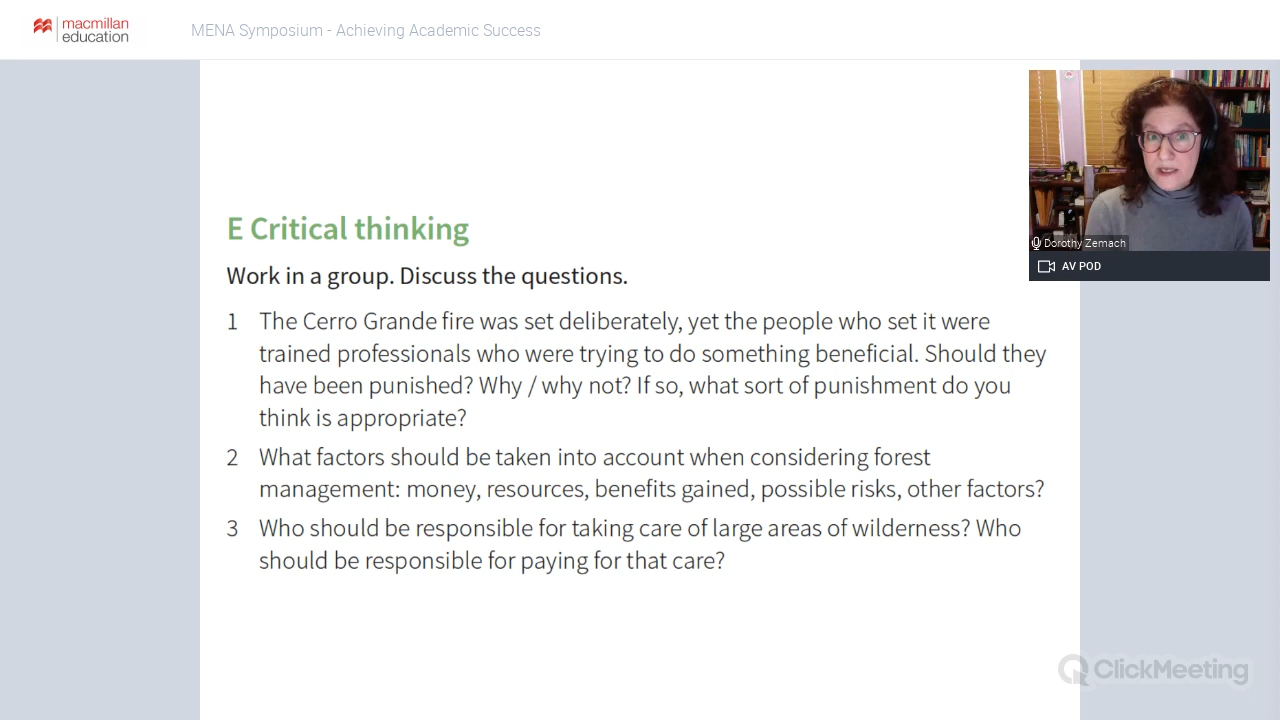 macmillan
education
MENA Symposium - Achieving Academic Success
E Critical thinking
Work in a group. Discuss the questions.
1 The Cerro Grande fire was set deliberately, yet the people who set it were
trained professionals who were trying to do something beneficial. Should they
have been punished? Why / why not? If so, what sort of punishment do you
think is appropriate?
2 What factors should be taken into account when considering forest
management: money, resources, benefits gained, possible risks, other factors?
3 Who should be responsible for taking care of large areas of wilderness? Who
should be responsible for paying for that care?
Dorothy Zemach
AV POD
ClickMeeting